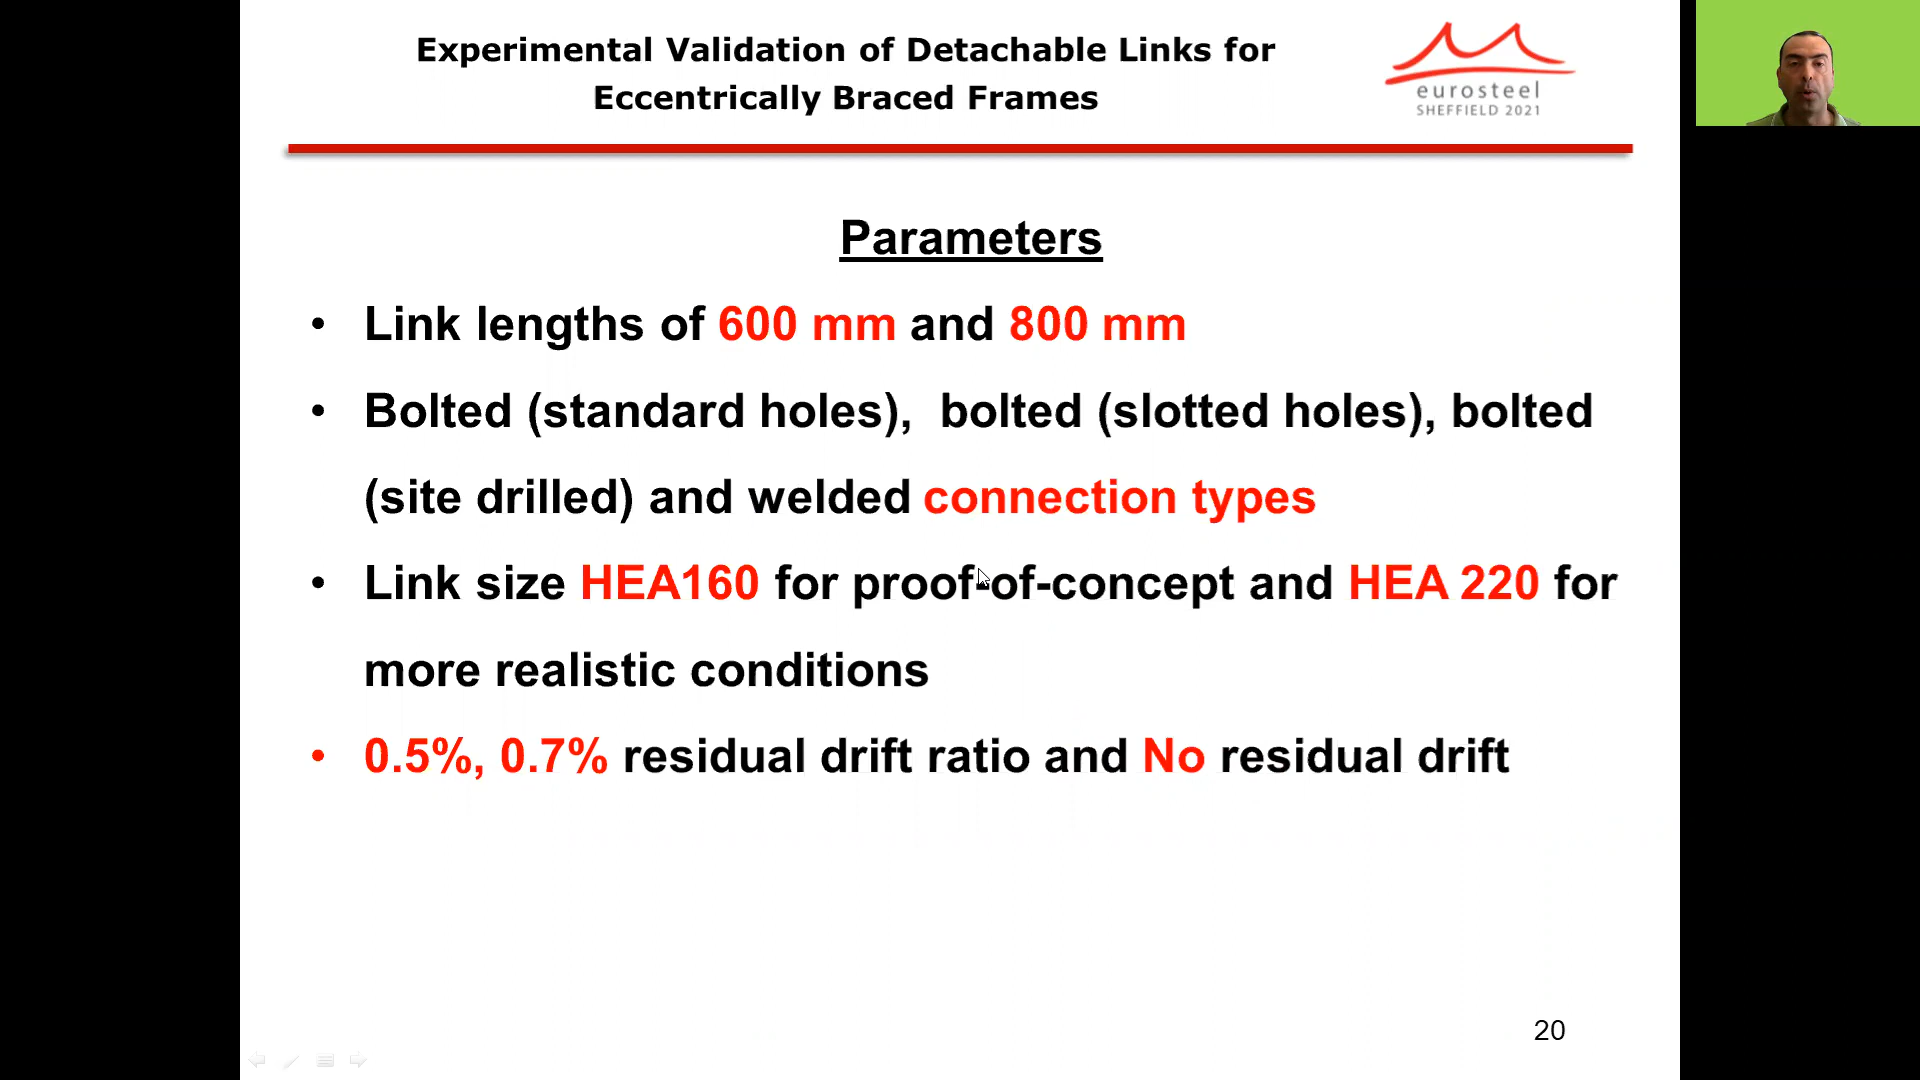 Experimental Validation of Detachable Links for
Eccentrically Braced Frames
eurosteel
SHEFFIELD 2021
Parameters
• Link lengths of 600 mm and 800 mm
• Bolted (standard holes), bolted (slotted holes), bolted
(site drilled) and welded connection types
• Link size HEA160 for proof-of-concept and HEA 220 for
more realistic conditions
• 0.5%, 0.7% residual drift ratio and No residual drift
20